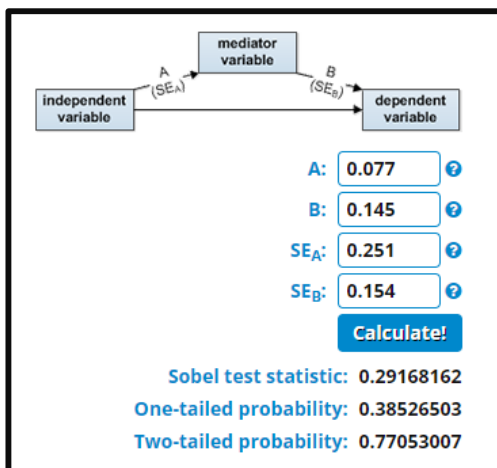 mediator
variable
A
(SEA)
B
(SEB)
independent
variable
dependent
variable
A: 0.077 ?
B: 0.145 ?
SEA: 0.251 ?
SEB: 0.154 ?
Calculate!
Sobel test statistic: 0.29168162
One-tailed probability: 0.38526503
Two-tailed probability: 0.77053007